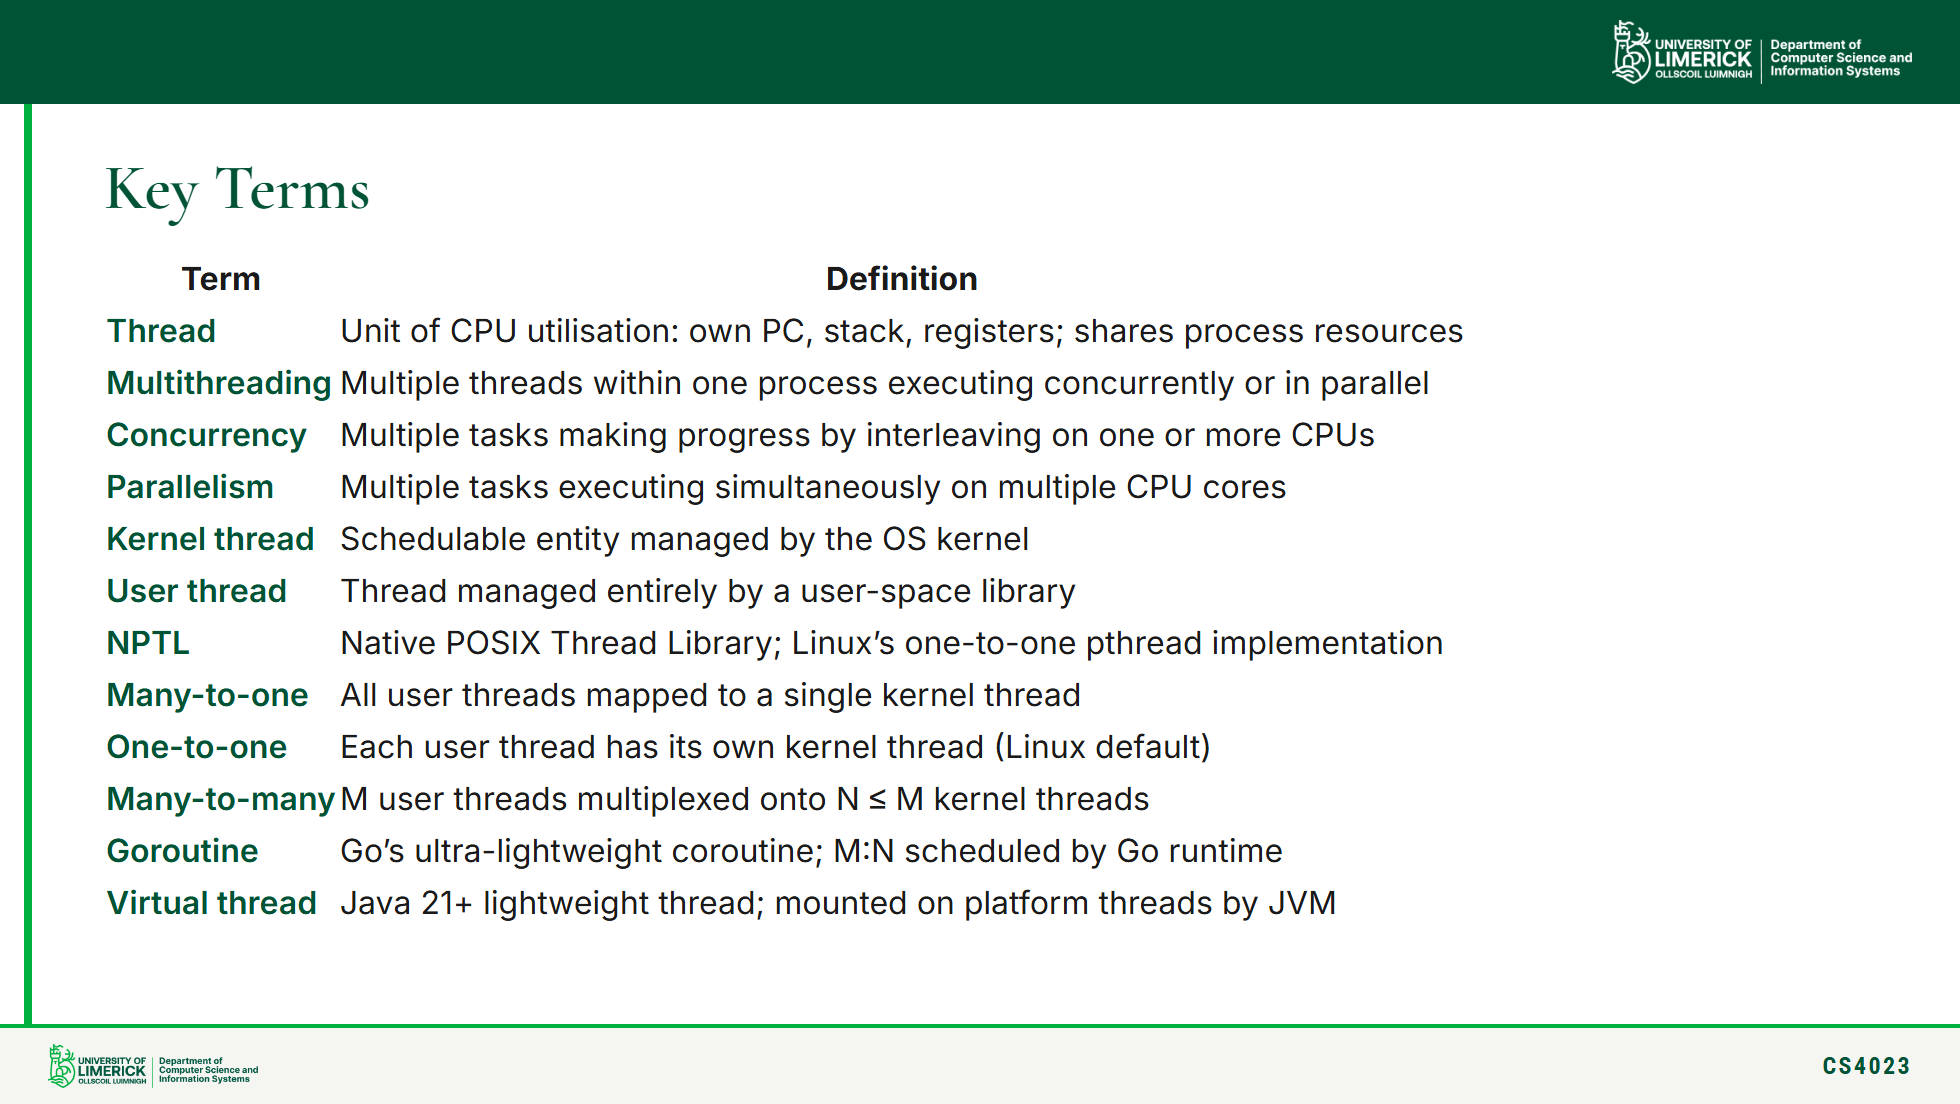 UNIVERSITY OF
LIMERICK
OLLSCOIL LUIMNIGH
Department of
Computer Science and
Information Systems
Key Terms
Term Definition
Thread Unit of CPU utilisation: own PC, stack, registers; shares process resources
Multithreading Multiple threads within one process executing concurrently or in parallel
Concurrency Multiple tasks making progress by interleaving on one or more CPUs
Parallelism Multiple tasks executing simultaneously on multiple CPU cores
Kernel thread Schedulable entity managed by the OS kernel
User thread Thread managed entirely by a user-space library
NPTL Native POSIX Thread Library; Linux’s one-to-one pthread implementation
Many-to-one All user threads mapped to a single kernel thread
One-to-one Each user thread has its own kernel thread (Linux default)
Many-to-many M user threads multiplexed onto N ≤ M kernel threads
Goroutine Go’s ultra-lightweight coroutine; M:N scheduled by Go runtime
Virtual thread Java 21+ lightweight thread; mounted on platform threads by JVM
UNIVERSITY OF
LIMERICK
OLLSCOIL LUIMNIGH
Department of
Computer Science and
Information Systems
CS4023